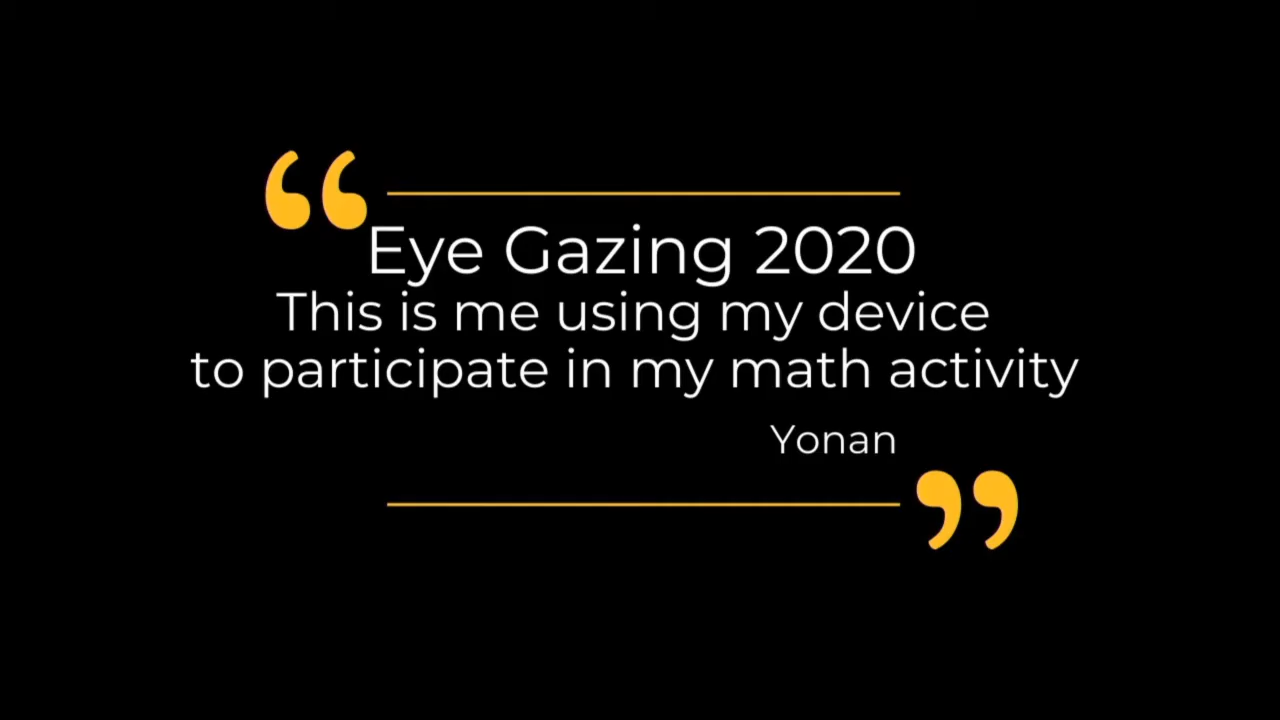 Eye Gazing 2020
This is me using my device
to participate in my math activity
Yonan